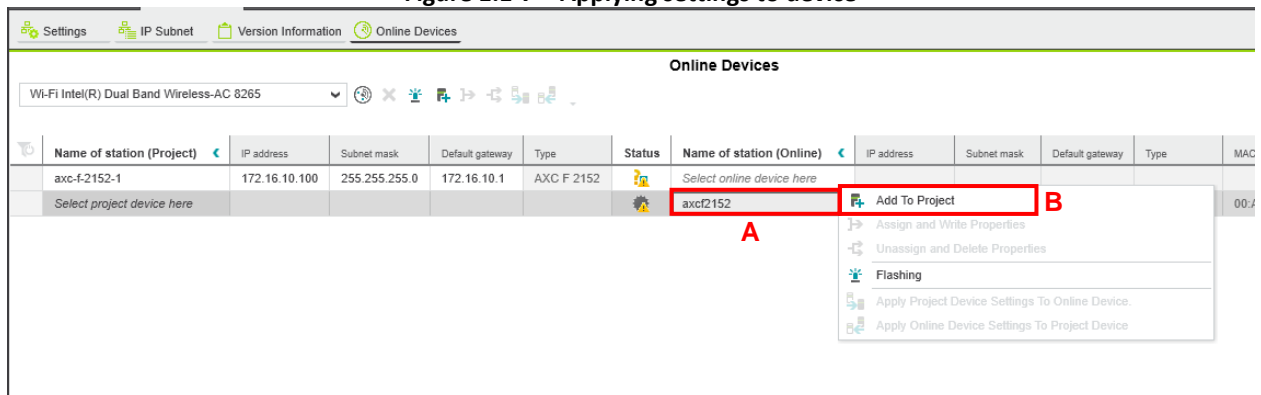 Settings IP Subnet Version Information Online Devices
Online Devices
Wi-Fi Intel(R) Dual Band Wireless-AC 8265
Name of station (Project) IP address Subnet mask Default gateway Type Status Name of station (Online) IP address Subnet mask Default gateway Type MAC
axc-f-2152-1 172.16.10.100 255.255.255.0 172.16.10.1 AXC F 2152 Select online device here
Select project device here axcf2152 Add To Project B 00:A
A Assign and Write Properties
Unassign and Delete Properties
Flashing
Apply Project Device Settings To Online Device.
Apply Online Device Settings To Project Device